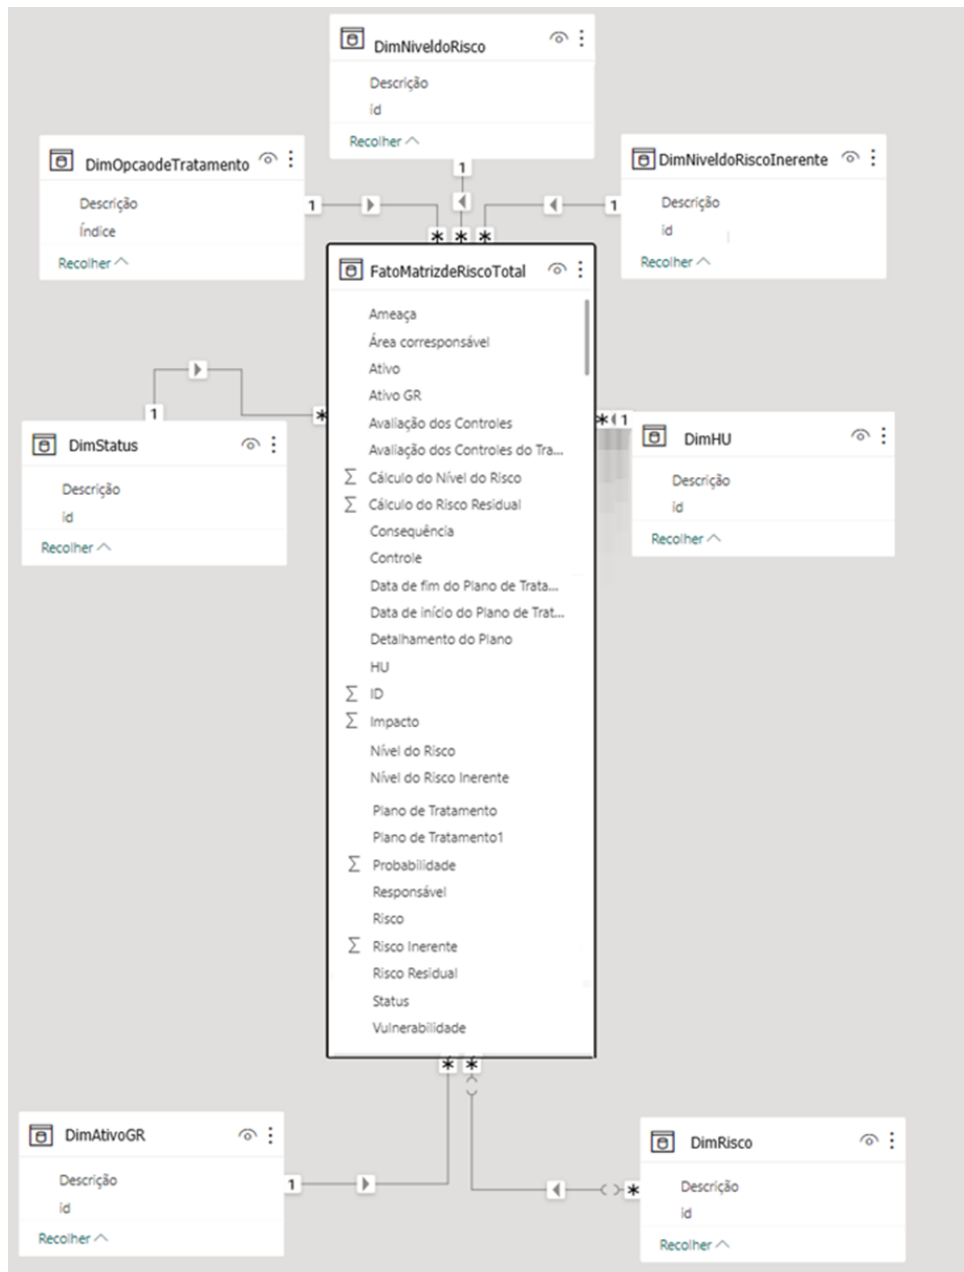 DimNiveldoRisco
Descrição
id
Recolher
DimOpcaodeTratamento
Descrição
Índice
Recolher
DimNiveldoRiscoInerente
Descrição
id
Recolher
1
1
1
* * *
FatoMatrizdeRiscoTotal
Ameaça
Área corresponsável
Ativo
Ativo GR
Avaliação dos Controles
Avaliação dos Controles do Tra...
Σ Cálculo do Nível do Risco
Σ Cálculo do Risco Residual
Consequência
Controle
Data de fim do Plano de Trata...
Data de início do Plano de Trat...
Detalhamento do Plano
HU
Σ ID
Σ Impacto
Nível do Risco
Nível do Risco Inerente
Plano de Tratamento
Plano de Tratamento1
Σ Probabilidade
Responsável
Risco
Σ Risco Inerente
Risco Residual
Status
Vulnerabilidade
1
*
DimStatus
Descrição
id
Recolher
* 1
DimHU
Descrição
id
Recolher
* *
DimAtivoGR
Descrição
id
Recolher
1
*
DimRisco
Descrição
id
Recolher